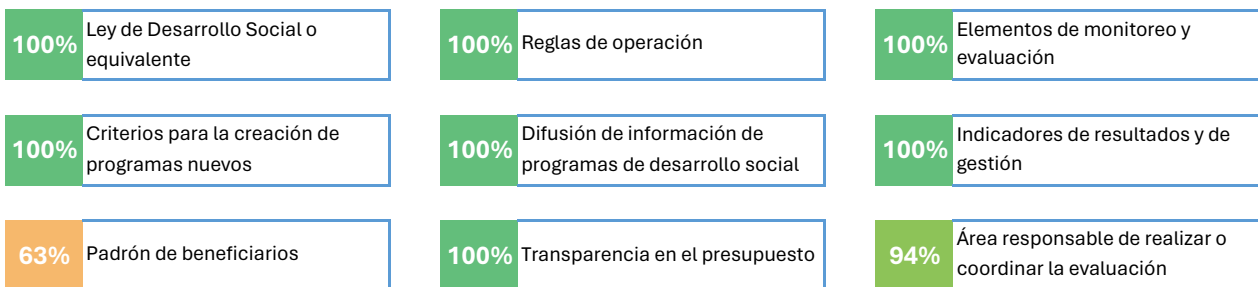 100%
Ley de Desarrollo Social o
equivalente
100%
Reglas de operación
100%
Elementos de monitoreo y
evaluación
100%
Criterios para la creación de
programas nuevos
100%
Difusión de información de
programas de desarrollo social
100%
Indicadores de resultados y de
gestión
63%
Padrón de beneficiarios
100%
Transparencia en el presupuesto
94%
Área responsable de realizar o
coordinar la evaluación